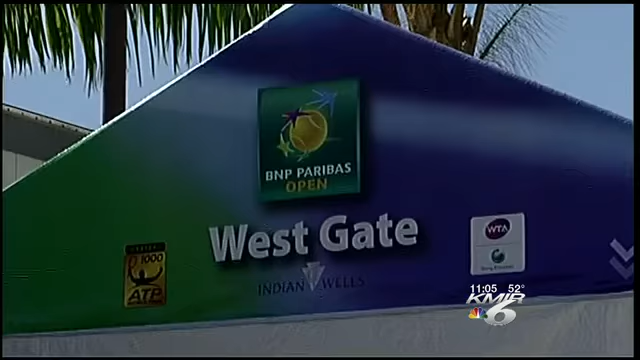 BNP PARIBAS
OPEN
West Gate
INDIAN WELLS
1000
ATP
WTA
11:05 52°
KMIR
6